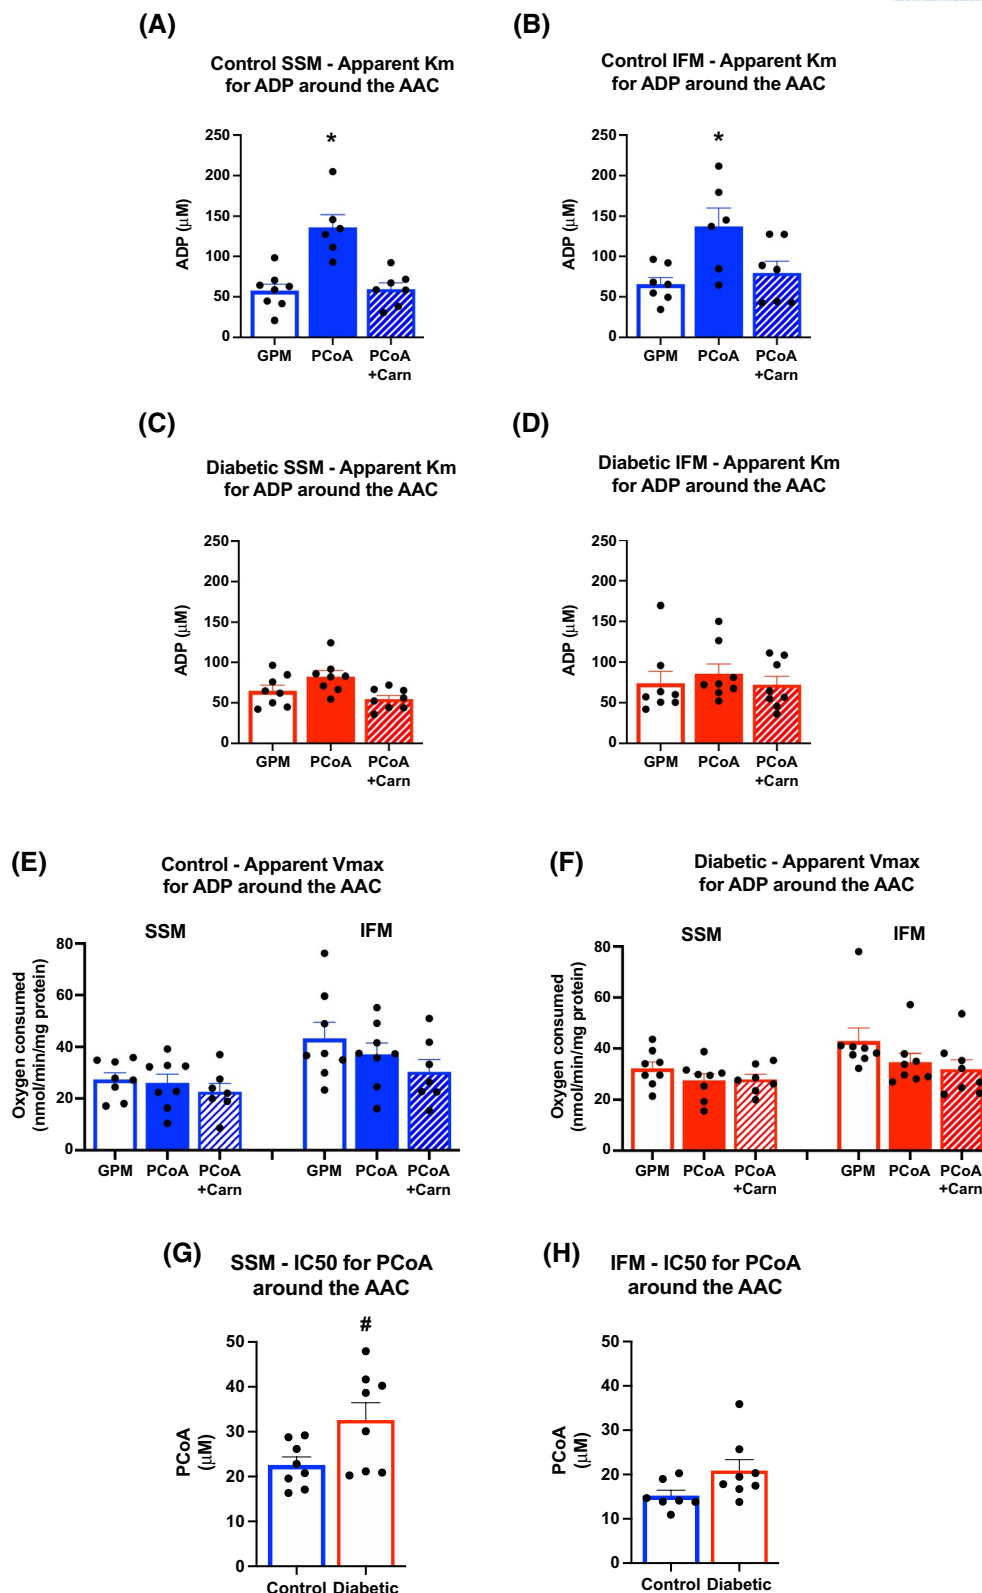 (A)
Control SSM - Apparent Km
for ADP around the AAC
ADP (μM)
250
200
150
100
50
0
*
GPM PCoA PCoA
+Carn
(B)
Control IFM - Apparent Km
for ADP around the AAC
ADP (μM)
250
200
150
100
50
0
*
GPM PCoA PCoA
+Carn
(C)
Diabetic SSM - Apparent Km
for ADP around the AAC
ADP (μM)
250
200
150
100
50
0
GPM PCoA PCoA
+Carn
(D)
Diabetic IFM - Apparent Km
for ADP around the AAC
ADP (μM)
250
200
150
100
50
0
GPM PCoA PCoA
+Carn
(E)
Control - Apparent Vmax
for ADP around the AAC
SSM IFM
Oxygen consumed
(nmol/min/mg protein)
80
60
40
20
0
GPM PCoA PCoA GPM PCoA PCoA
+Carn +Carn
(F)
Diabetic - Apparent Vmax
for ADP around the AAC
SSM IFM
Oxygen consumed
(nmol/min/mg protein)
80
60
40
20
0
GPM PCoA PCoA GPM PCoA PCoA
+Carn +Carn
(G)
SSM - IC50 for PCoA
around the AAC
#
PCoA
(μM)
50
40
30
20
10
0
Control Diabetic
(H)
IFM - IC50 for PCoA
around the AAC
PCoA
(μM)
50
40
30
20
10
0
Control Diabetic